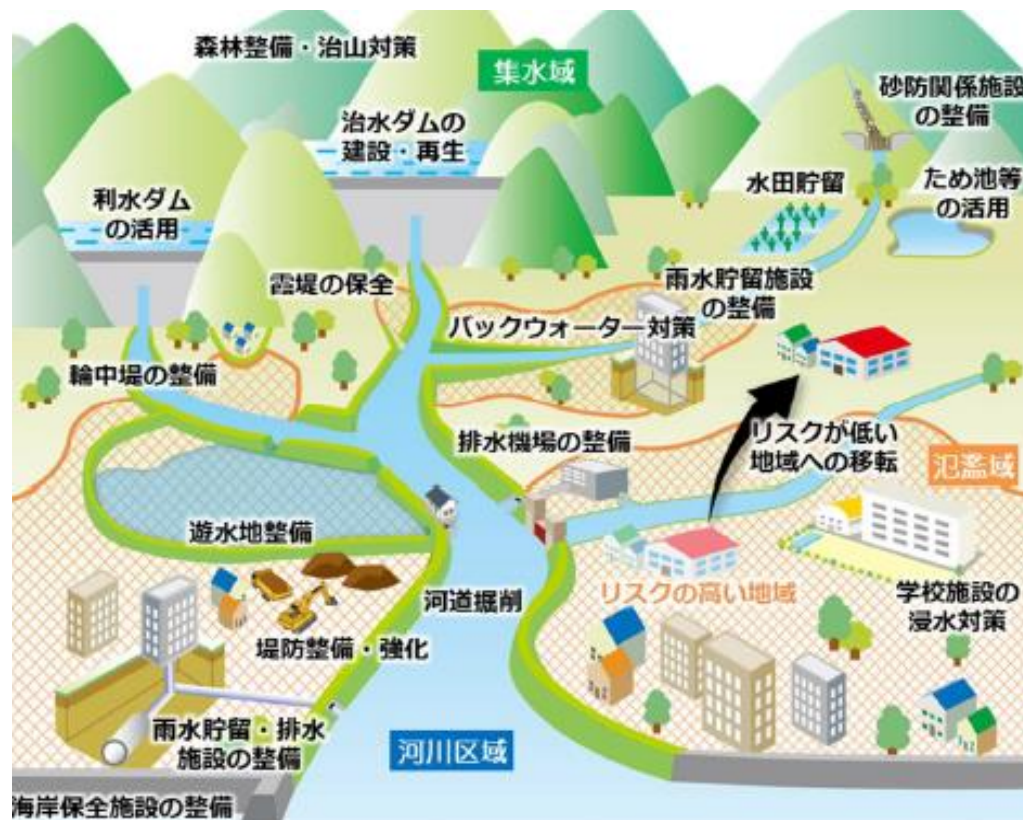 森林整備・治山対策
集水域
砂防関係施設
の整備
治水ダムの
建設・再生
水田貯留
ため池等
の活用
利水ダム
の活用
霞堤の保全
雨水貯留施設
の整備
バックウォーター対策
輪中堤の整備
排水機場の整備
リスクが低い
地域への移転
氾濫域
遊水地整備
リスクの高い地域
河道掘削
学校施設の
浸水対策
堤防整備・強化
雨水貯留・排水
施設の整備
河川区域
海岸保全施設の整備